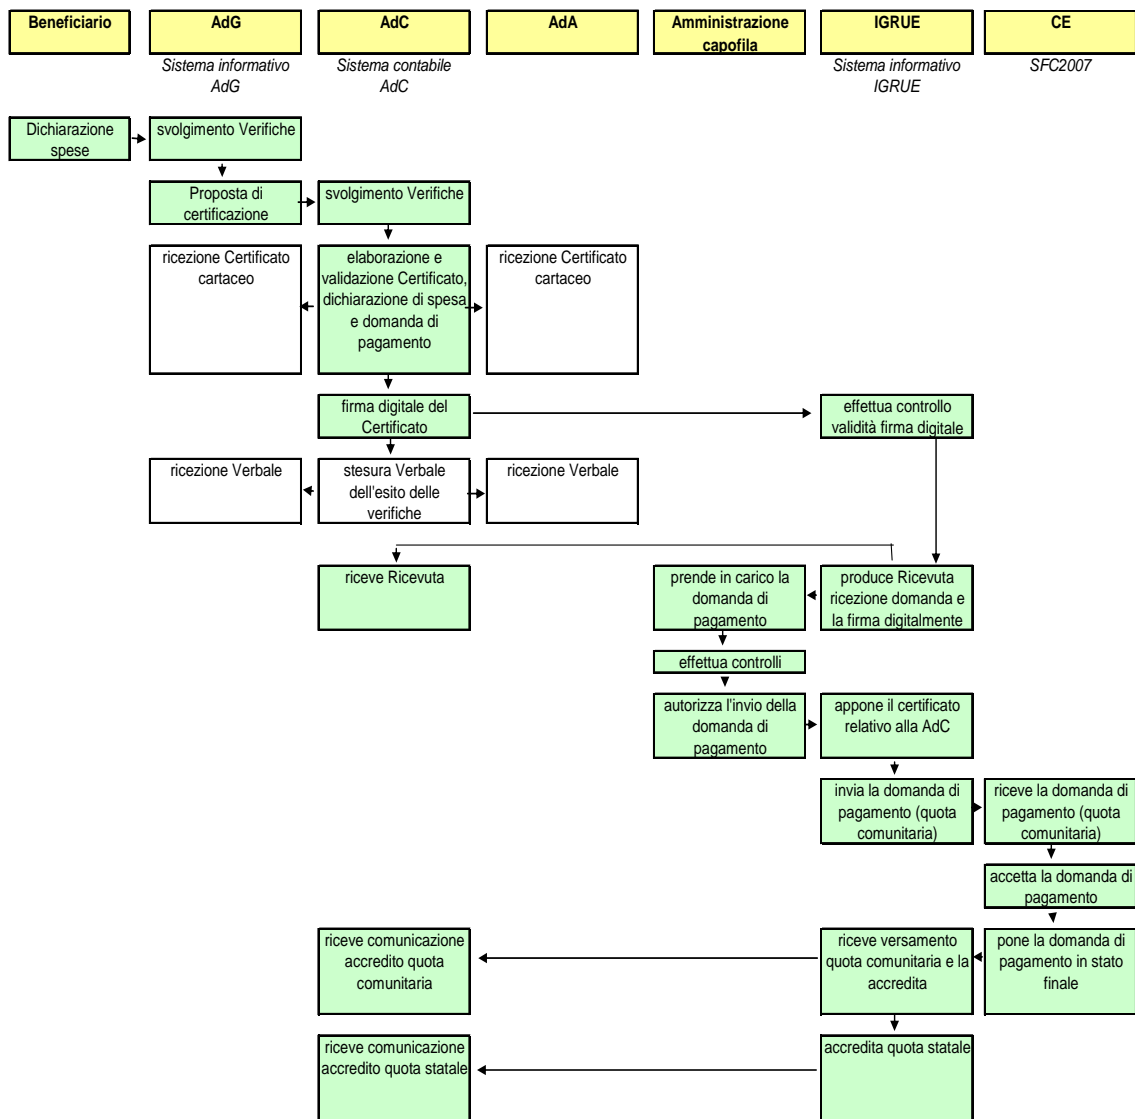 Beneficiario
AdG
AdC
AdA
Amministrazione
capofila
IGRUE
CE
Sistema informativo
AdG
Sistema contabile
AdC
Sistema informativo
IGRUE
SFC2007
Dichiarazione
spese
svolgimento Verifiche
Proposta di
certificazione
svolgimento Verifiche
ricezione Certificato
cartaceo
elaborazione e
validazione Certificato,
dichiarazione di spesa
e domanda di
pagamento
ricezione Certificato
cartaceo
firma digitale del
Certificato
effettua controllo
validità firma digitale
ricezione Verbale
stesura Verbale
dell'esito delle
verifiche
ricezione Verbale
riceve Ricevuta
prende in carico la
domanda di
pagamento
produce Ricevuta
ricezione domanda e
la firma digitalmente
effettua controlli
autorizza l'invio della
domanda di
pagamento
appone il certificato
relativo alla AdC
invia la domanda di
pagamento (quota
comunitaria)
riceve la domanda di
pagamento (quota
comunitaria)
accetta la domanda di
pagamento
riceve comunicazione
accredito quota
comunitaria
riceve versamento
quota comunitaria e la
accredita
pone la domanda di
pagamento in stato
finale
riceve comunicazione
accredito quota statale
accredita quota statale